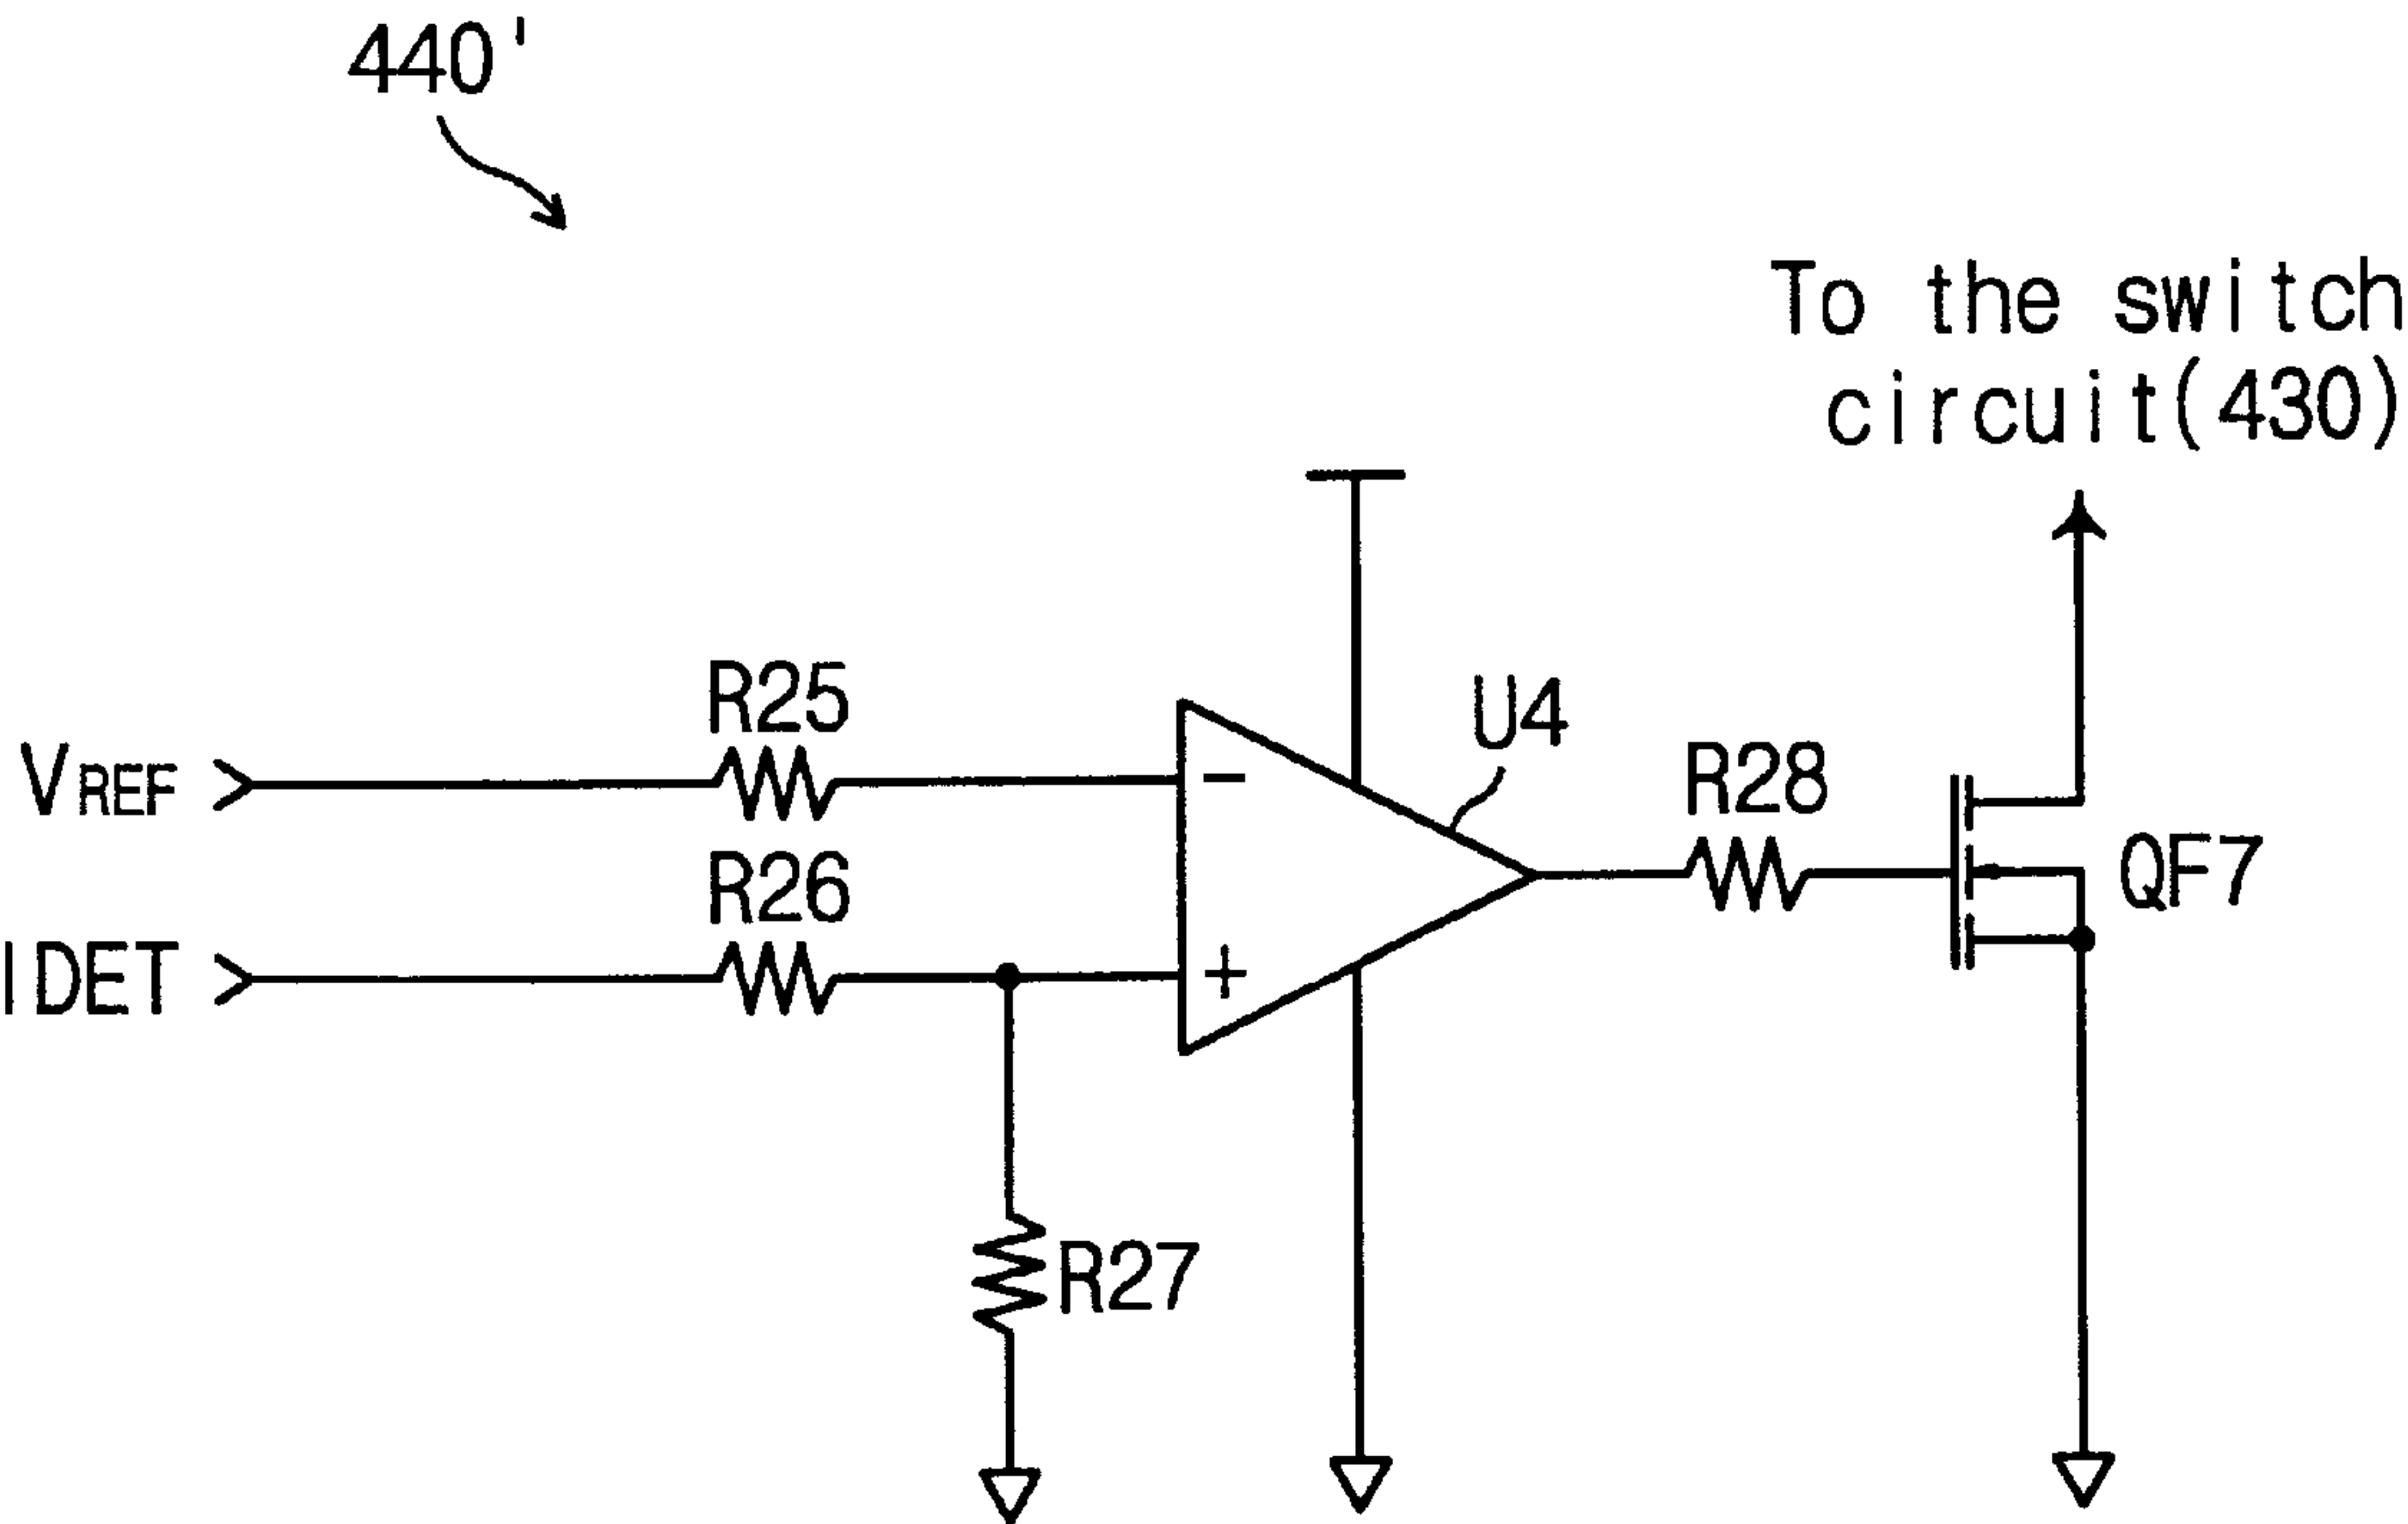 440'
To the switch
circuit(430)
R25
U4
R28
VREF
R26
QF7
IDET
-
+
R27